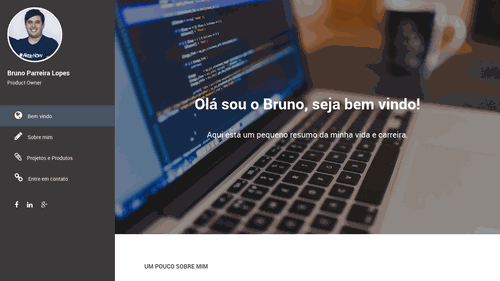 Bruno Parreira Lopes
Product Owner
Bem vindo
Sobre mim
Projetos e Produtos
Entre em contato
Olá sou o Bruno, seja bem vindo!
Aqui está um pequeno resumo da minha vida e carreira.
UM POUCO SOBRE MIM